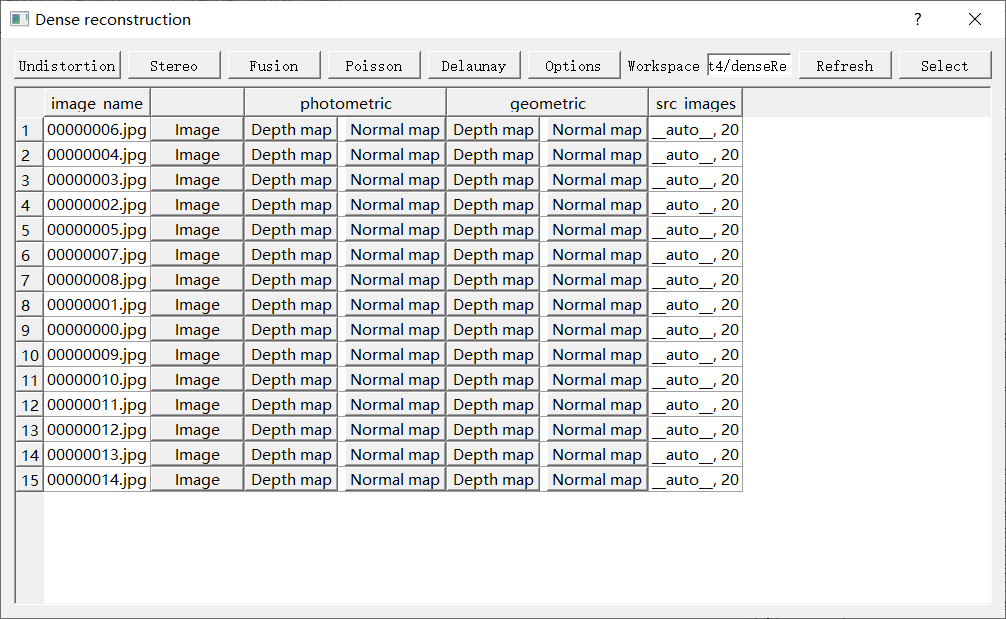 Dense reconstruction ?
Undistortion Stereo Fusion Poisson Delaunay Options Workspace t4/denseRe Refresh Select
image_name photometric geometric src_images
1 00000006.jpg Image Depth map Normal map Depth map Normal map __auto__, 20
2 00000004.jpg Image Depth map Normal map Depth map Normal map __auto__, 20
3 00000003.jpg Image Depth map Normal map Depth map Normal map __auto__, 20
4 00000002.jpg Image Depth map Normal map Depth map Normal map __auto__, 20
5 00000005.jpg Image Depth map Normal map Depth map Normal map __auto__, 20
6 00000007.jpg Image Depth map Normal map Depth map Normal map __auto__, 20
7 00000008.jpg Image Depth map Normal map Depth map Normal map __auto__, 20
8 00000001.jpg Image Depth map Normal map Depth map Normal map __auto__, 20
9 00000000.jpg Image Depth map Normal map Depth map Normal map __auto__, 20
10 00000009.jpg Image Depth map Normal map Depth map Normal map __auto__, 20
11 00000010.jpg Image Depth map Normal map Depth map Normal map __auto__, 20
12 00000011.jpg Image Depth map Normal map Depth map Normal map __auto__, 20
13 00000012.jpg Image Depth map Normal map Depth map Normal map __auto__, 20
14 00000013.jpg Image Depth map Normal map Depth map Normal map __auto__, 20
15 00000014.jpg Image Depth map Normal map Depth map Normal map __auto__, 20